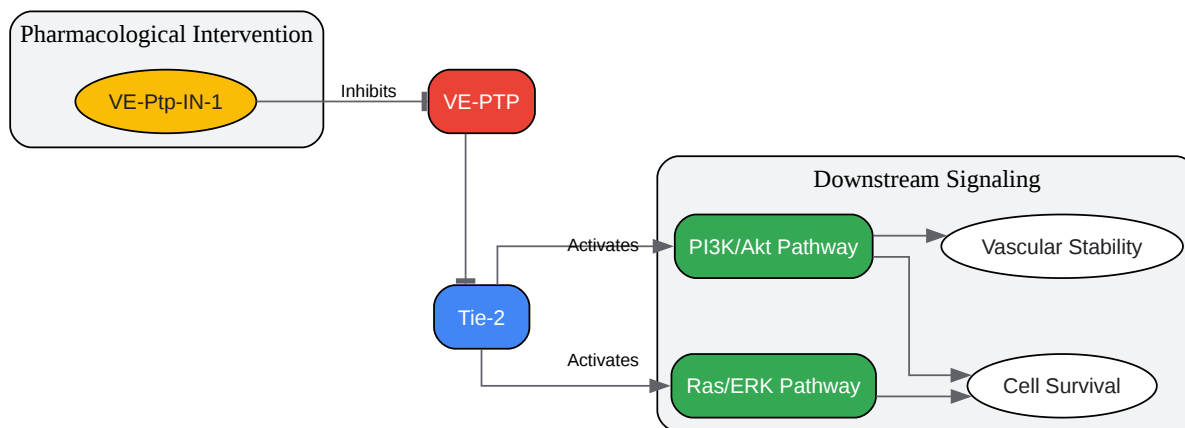 Pharmacological Intervention
VE-Ptp-IN-1
Inhibits
VE-PTP
Downstream Signaling
Activates
PI3K/Akt Pathway
Vascular Stability
Tie-2
Activates
Ras/ERK Pathway
Cell Survival